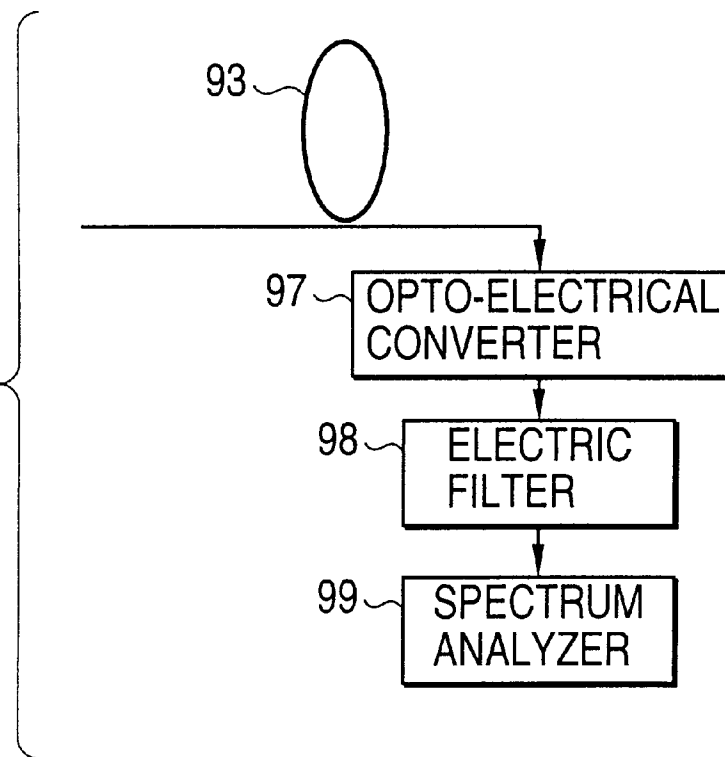 93
97
OPTO-ELECTRICAL
CONVERTER
98
ELECTRIC
FILTER
99
SPECTRUM
ANALYZER